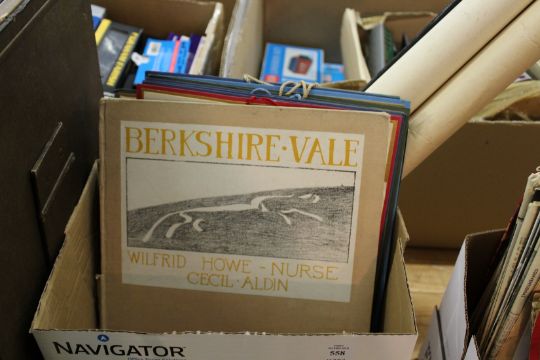 BERKSHIRE·VALE
WILFRID HOWE-NURSE
CECIL·ALDIN
NAVIGATOR
558